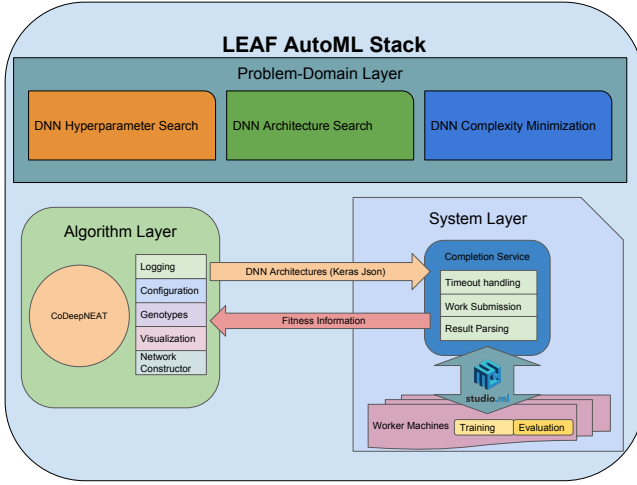 LEAF AutoML Stack
Problem-Domain Layer
DNN Hyperparameter Search
DNN Architecture Search
DNN Complexity Minimization
Algorithm Layer
CoDeepNEAT
Logging
Configuration
Genotypes
Visualization
Network
Constructor
DNN Architectures (Keras Json)
Fitness Information
System Layer
Completion Service
Timeout handling
Work Submission
Result Parsing
studio.ml
Worker Machines
Training
Evaluation